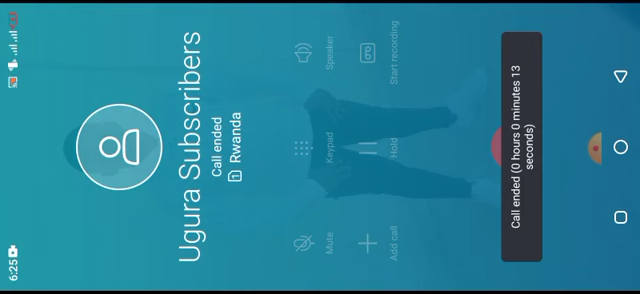 6:25
Ugura Subscribers
Call ended
1 Rwanda
Mute
Keypad
Speaker
Add call
Hold
Start recording
Call ended (0 hours 0 minutes 13
seconds)